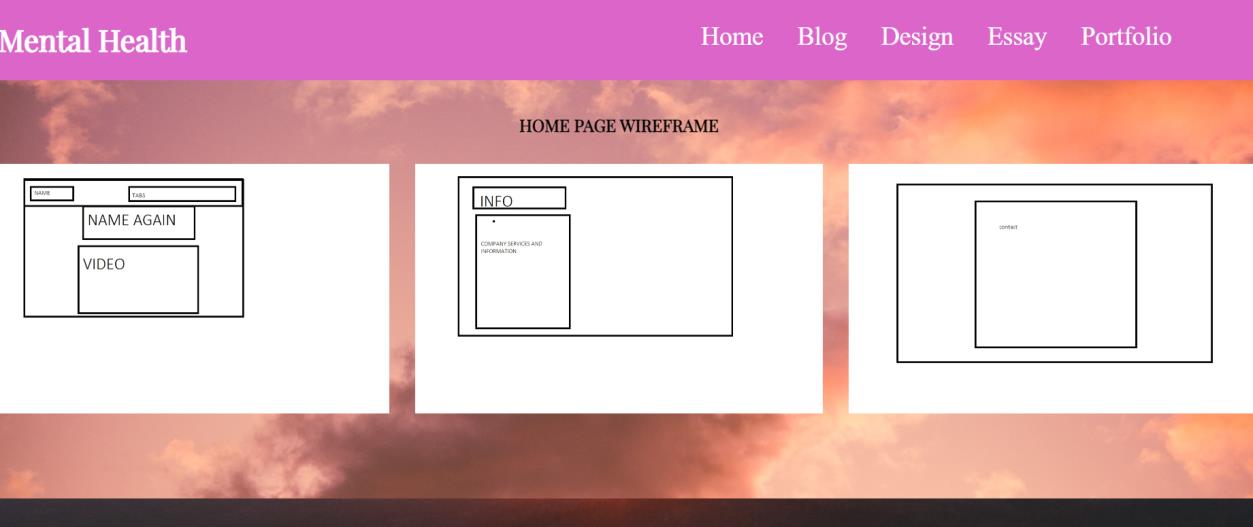 Mental Health
Home Blog Design Essay Portfolio
HOME PAGE WIREFRAME
NAME
TABS
NAME AGAIN
VIDEO
INFO
COMPANY SERVICES AND
INFORMATION
contact